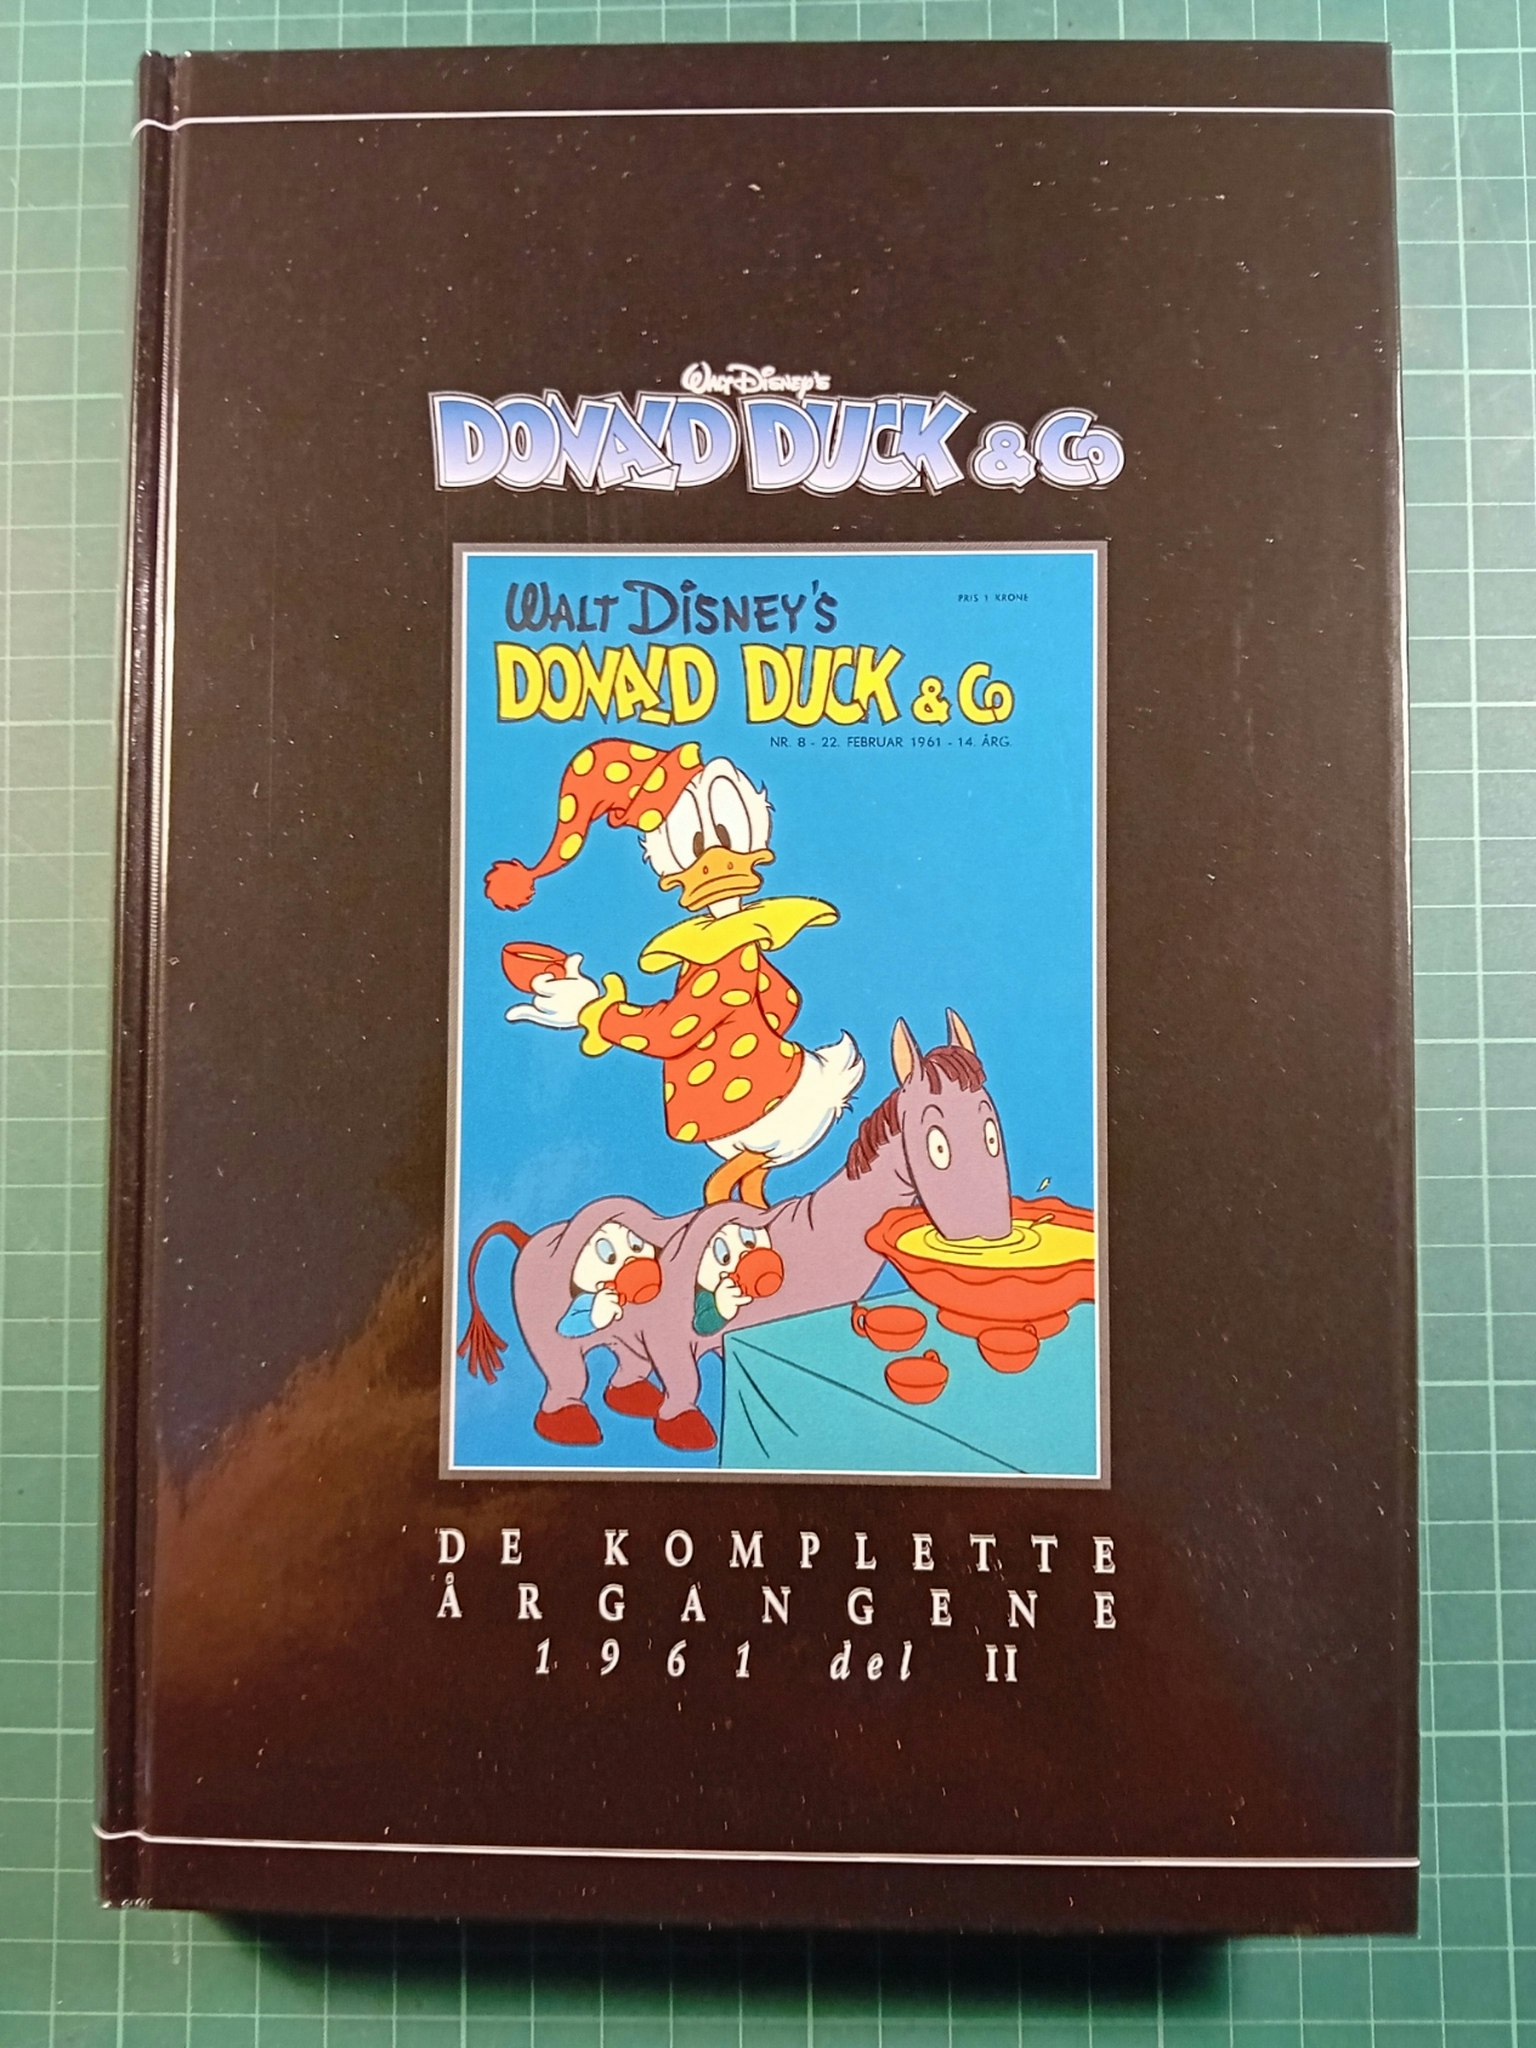 WALT DISNEY'S
DONALD DUCK & CO
WALT DISNEY'S
PRIS 1 KRONE
DONALD DUCK & CO
NR. 8 - 22. FEBRUAR 1961 - 14. ÅRG.
DE KOMPLETTE
ÅRGANGENE
1961 del II